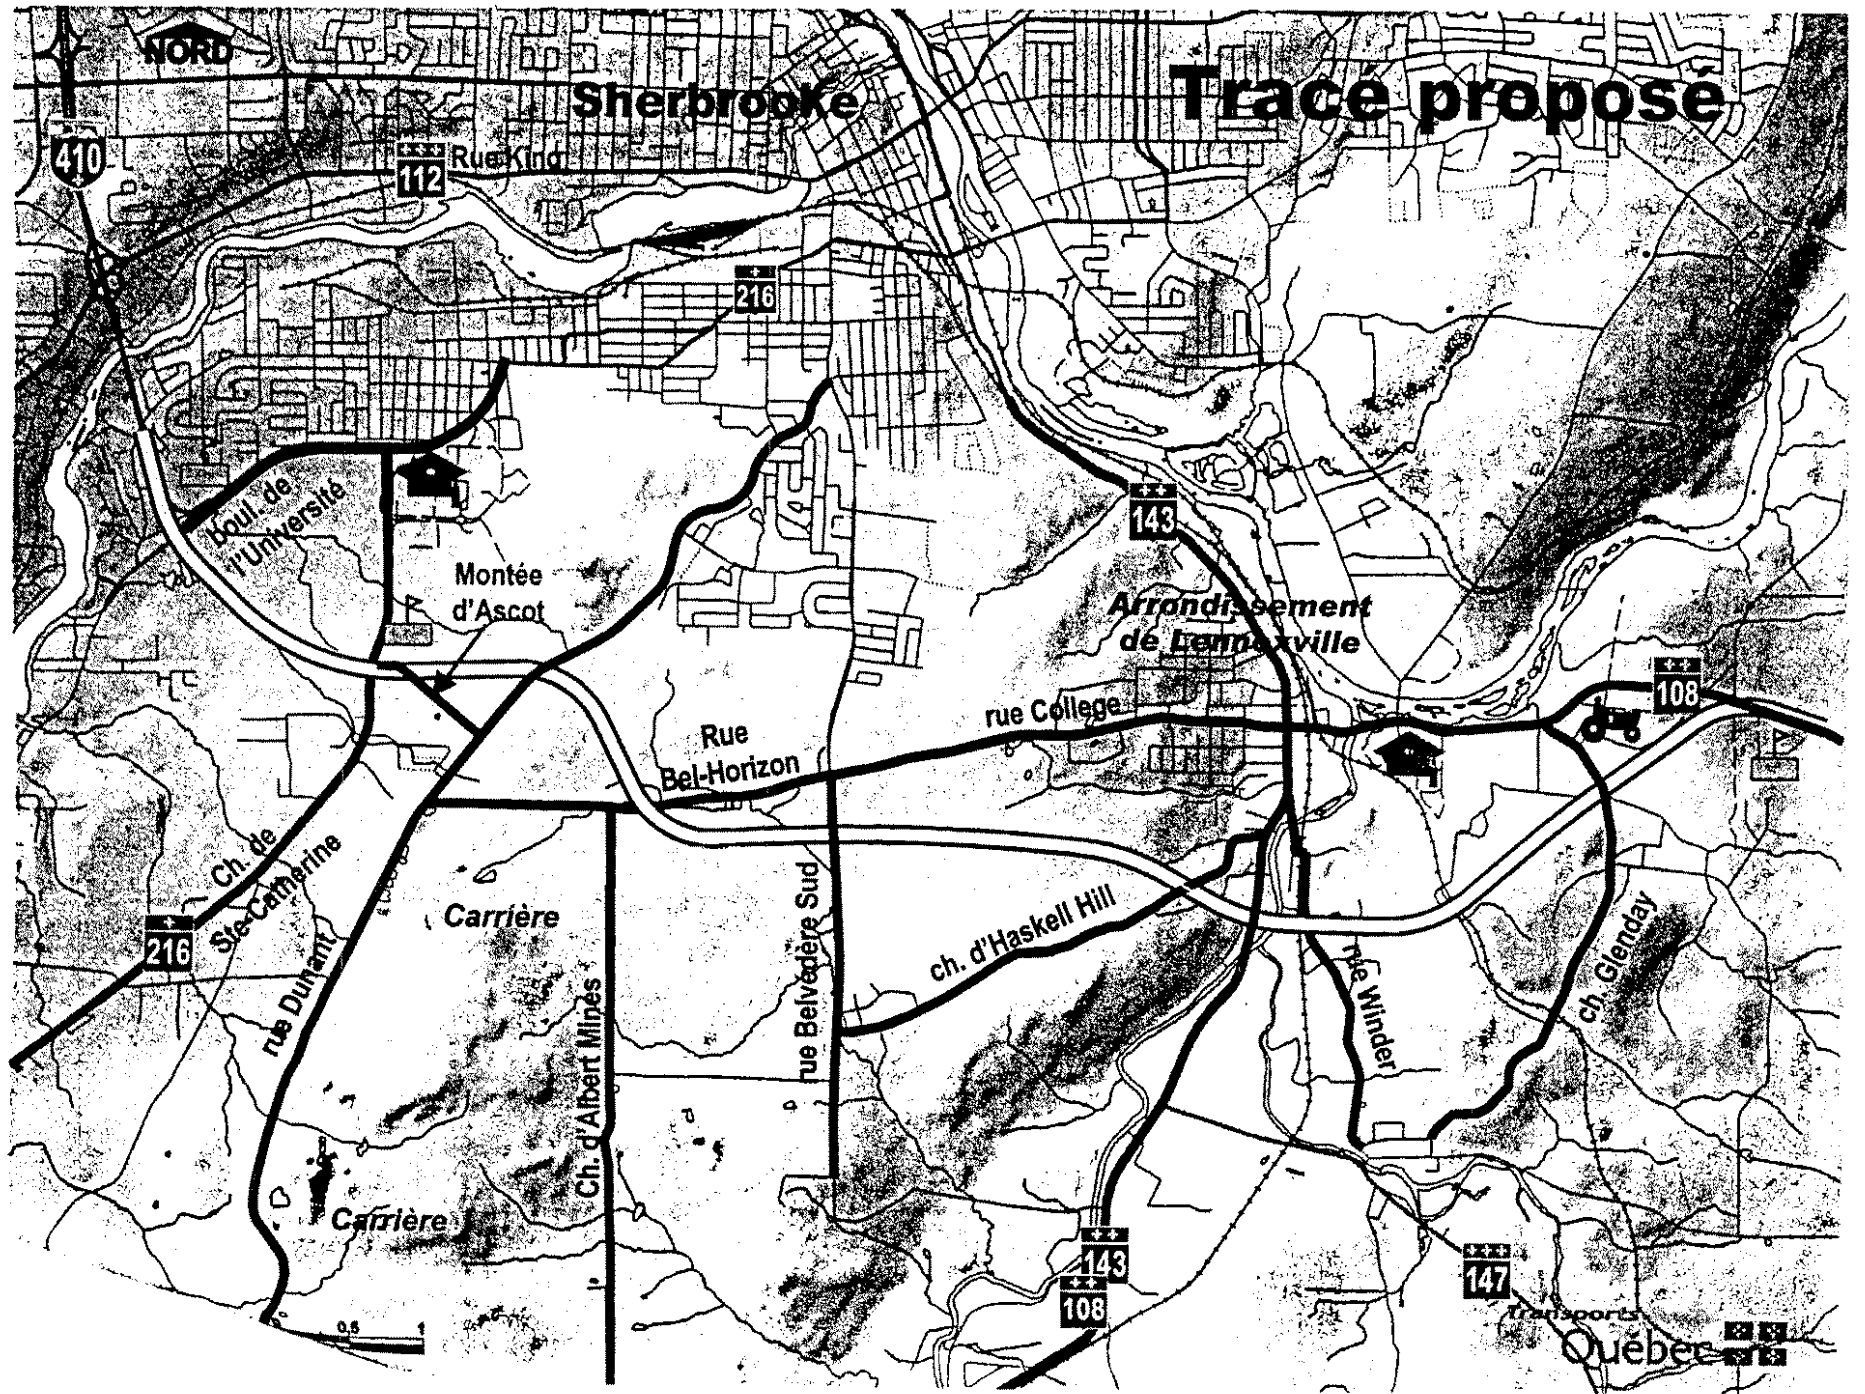 NORD
Sherbrooke
Tracé proposé
410
112
Rue King
216
boul. de
l'Université
143
Montée
d'Ascot
Arrondissement
de Lennoxville
108
rue College
Rue
Bel-Horizon
Ch. de
Ste-Catherine
216
rue Dunant
Carrière
Ch. d'Albert Mines
rue Belvédère Sud
ch. d'Haskell Hill
rue Winder
ch. Glenday
Carrière
143
108
147
0,5
1
Transports
Québec